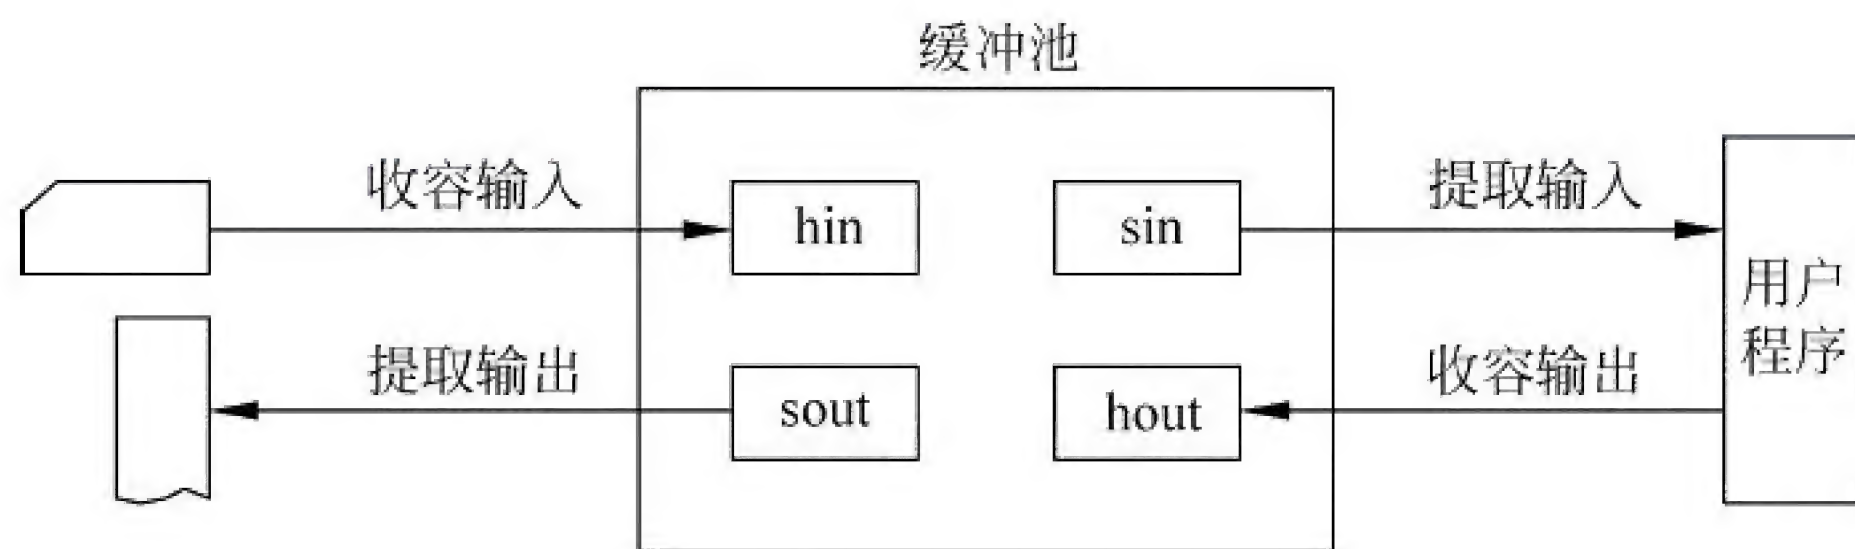 缓冲池
收容输入
hin
sin
提取输入
用户
程序
提取输出
sout
hout
收容输出